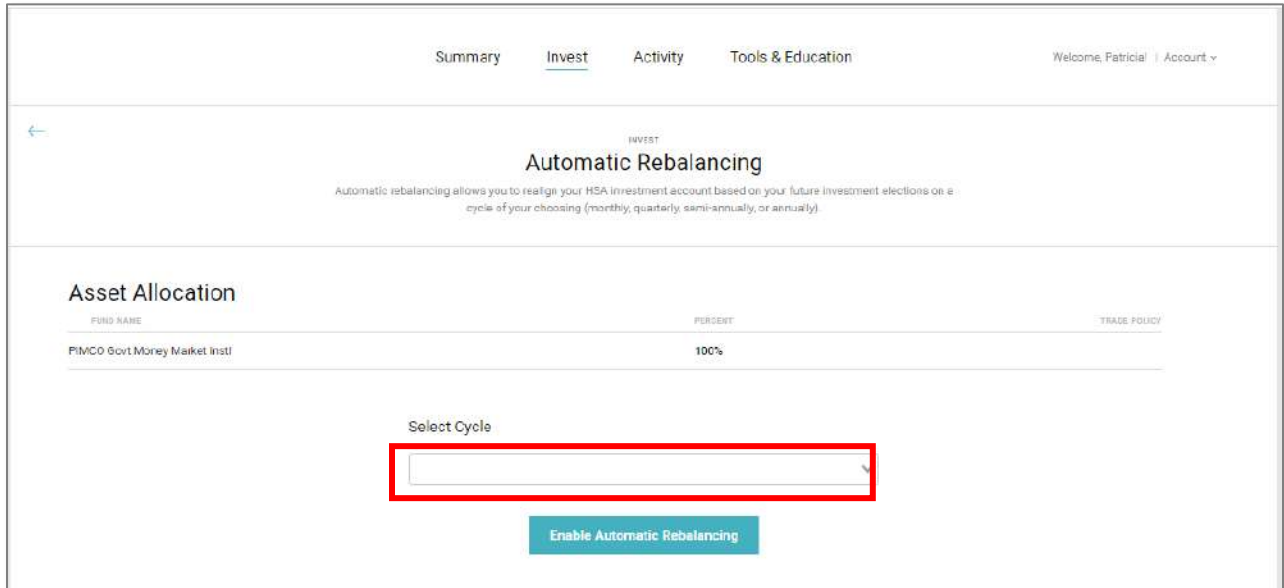 Summary Invest Activity Tools & Education Welcome, Patricia! | Account
INVEST
Automatic Rebalancing
Automatic rebalancing allows you to realign your HSA investment account based on your future investment elections on a
cycle of your choosing (monthly, quarterly, semi-annually, or annually).
Asset Allocation
FUND NAME PERCENT TRADE POLICY
PIMCO Govt Money Market Instl 100%
Select Cycle
Enable Automatic Rebalancing